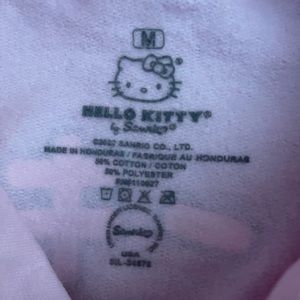 M
HELLO KITTY®
by Sanrio®
©2022 SANRIO CO., LTD.
MADE IN HONDURAS / FABRIQUE AU HONDURAS
50% COTTON / COTON
50% POLYESTER
Sanrio
USA